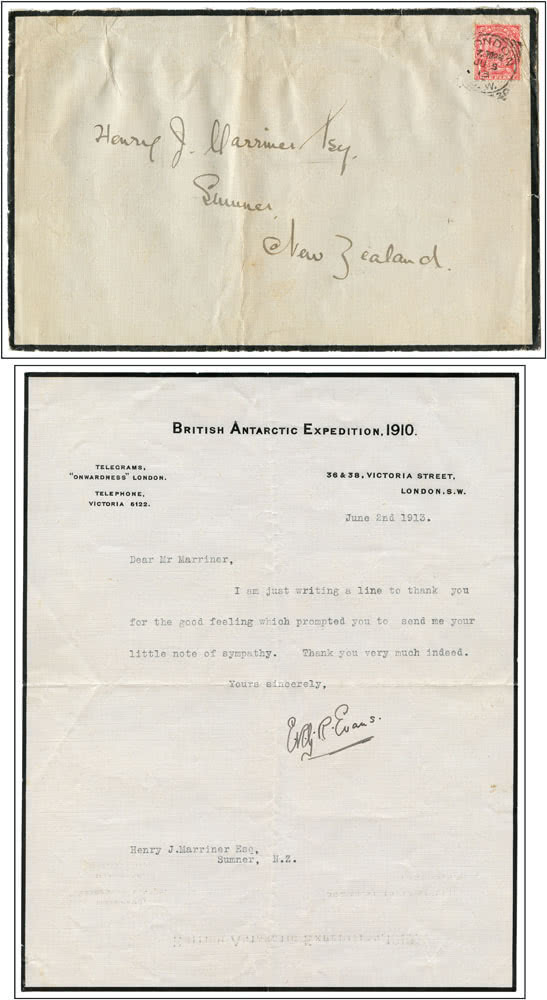 LONDON
Henry J. Marriner Esq.
Sumner
New Zealand.
BRITISH ANTARCTIC EXPEDITION, 1910.
TELEGRAMS,
"ONWARDNESS" LONDON.
TELEPHONE,
VICTORIA 6122.
36 & 38, VICTORIA STREET,
LONDON, S.W.
June 2nd 1913.
Dear Mr Marriner,
I am just writing a line to thank you
for the good feeling which prompted you to send me your
little note of sympathy. Thank you very much indeed.
Yours sincerely,
R. Evans.
Henry J.Marriner Esq,
Sumner, N.Z.